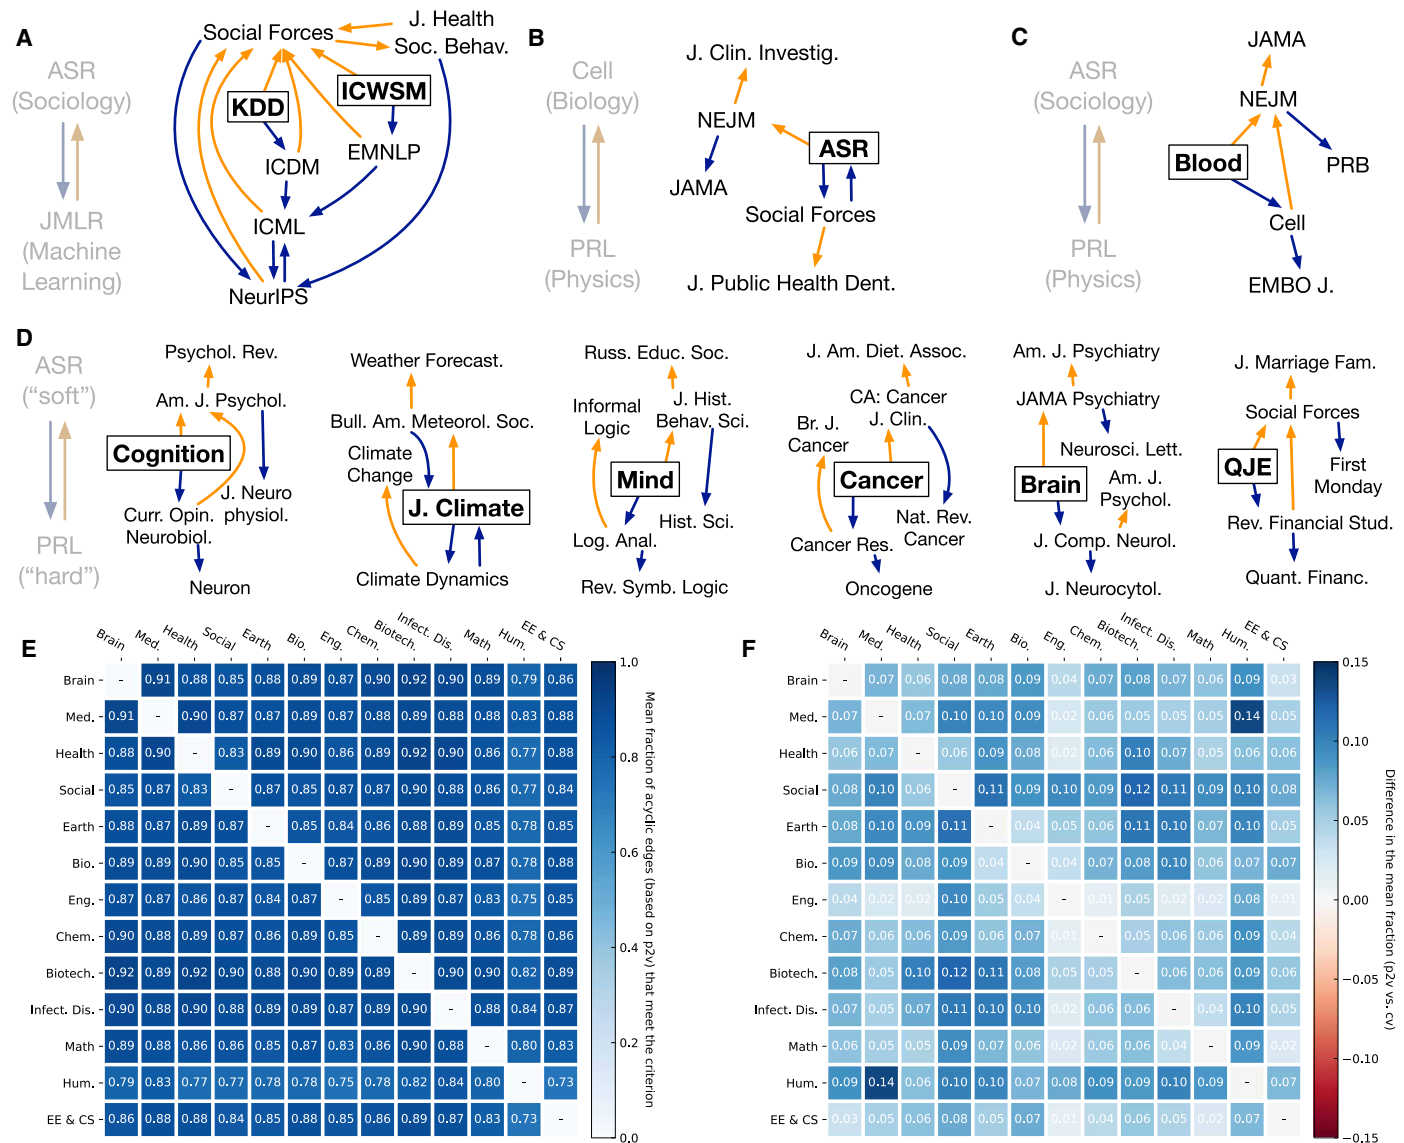 A
ASR
(Sociology)
JMLR
(Machine
Learning)
Social Forces
J. Health
Soc. Behav.
KDD
ICWSM
ICDM
EMNLP
ICML
NeurIPS
B
Cell
(Biology)
PRL
(Physics)
J. Clin. Investig.
NEJM
ASR
JAMA
Social Forces
J. Public Health Dent.
C
ASR
(Sociology)
PRL
(Physics)
JAMA
NEJM
Blood
PRB
Cell
EMBO J.
D
ASR
(“soft”)
PRL
(“hard”)
Psychol. Rev.
Am. J. Psychol.
Cognition
J. Neuro
physiol.
Curr. Opin.
Neurobiol.
Neuron
Weather Forecast.
Bull. Am. Meteorol. Soc.
Climate
Change
J. Climate
Climate Dynamics
Russ. Educ. Soc.
Informal
Logic
J. Hist.
Behav. Sci.
Mind
Hist. Sci.
Log. Anal.
Rev. Symb. Logic
J. Am. Diet. Assoc.
CA: Cancer
J. Clin.
Br. J.
Cancer
Cancer
Nat. Rev.
Cancer
Cancer Res.
Oncogene
Am. J. Psychiatry
JAMA Psychiatry
Neurosci. Lett.
Brain
Am. J.
Psychol.
J. Comp. Neurol.
J. Neurocytol.
J. Marriage Fam.
Social Forces
QJE
First
Monday
Rev. Financial Stud.
Quant. Financ.
E
Brain Med. Health Social Earth Bio. Eng. Chem. Biotech. Infect. Dis. Math Hum. EE & CS
Brain - 0.91 0.88 0.85 0.88 0.89 0.87 0.90 0.92 0.90 0.89 0.79 0.86
Med. 0.91 - 0.90 0.87 0.87 0.89 0.87 0.88 0.89 0.88 0.88 0.83 0.88
Health 0.88 0.90 - 0.83 0.89 0.90 0.86 0.89 0.92 0.90 0.86 0.77 0.88
Social 0.85 0.87 0.83 - 0.87 0.85 0.87 0.87 0.90 0.88 0.86 0.77 0.84
Earth 0.88 0.87 0.89 0.87 - 0.85 0.84 0.86 0.88 0.89 0.85 0.78 0.85
Bio. 0.89 0.89 0.90 0.85 0.85 - 0.87 0.89 0.90 0.89 0.87 0.78 0.88
Eng. 0.87 0.87 0.86 0.87 0.84 0.87 - 0.85 0.89 0.87 0.83 0.75 0.85
Chem. 0.90 0.88 0.89 0.87 0.86 0.89 0.85 - 0.89 0.89 0.86 0.78 0.86
Biotech. 0.92 0.89 0.92 0.90 0.88 0.90 0.89 0.89 - 0.90 0.90 0.82 0.89
Infect. Dis. 0.90 0.88 0.90 0.88 0.89 0.89 0.87 0.89 0.90 - 0.88 0.84 0.87
Math 0.89 0.88 0.86 0.86 0.85 0.87 0.83 0.86 0.90 0.88 - 0.80 0.83
Hum. 0.79 0.83 0.77 0.77 0.78 0.78 0.75 0.78 0.82 0.84 0.80 - 0.73
EE & CS 0.86 0.88 0.88 0.84 0.85 0.88 0.85 0.86 0.89 0.87 0.83 0.73 -
1.0
0.8
0.6
0.4
0.2
0.0
Mean fraction of acyclic edges (based on p2v) that meet the criterion
F
Brain Med. Health Social Earth Bio. Eng. Chem. Biotech. Infect. Dis. Math Hum. EE & CS
Brain - 0.07 0.06 0.08 0.08 0.09 0.04 0.07 0.08 0.07 0.06 0.09 0.03
Med. 0.07 - 0.07 0.10 0.10 0.09 0.02 0.06 0.05 0.05 0.05 0.14 0.05
Health 0.06 0.07 - 0.06 0.09 0.08 0.02 0.06 0.10 0.07 0.05 0.06 0.06
Social 0.08 0.10 0.06 - 0.11 0.09 0.10 0.09 0.12 0.11 0.09 0.10 0.08
Earth 0.08 0.10 0.09 0.11 - 0.04 0.05 0.06 0.11 0.10 0.07 0.10 0.05
Bio. 0.09 0.09 0.08 0.09 0.04 - 0.04 0.07 0.08 0.10 0.06 0.07 0.07
Eng. 0.04 0.02 0.02 0.10 0.05 0.04 - 0.01 0.05 0.02 0.02 0.08 0.01
Chem. 0.07 0.06 0.06 0.09 0.06 0.07 0.01 - 0.05 0.06 0.06 0.09 0.04
Biotech. 0.08 0.05 0.10 0.12 0.11 0.08 0.05 0.05 - 0.06 0.06 0.09 0.06
Infect. Dis. 0.07 0.05 0.07 0.11 0.10 0.10 0.02 0.06 0.06 - 0.04 0.10 0.05
Math 0.06 0.05 0.05 0.09 0.07 0.06 0.02 0.06 0.06 0.04 - 0.09 0.02
Hum. 0.09 0.14 0.06 0.10 0.10 0.07 0.08 0.09 0.09 0.10 0.09 - 0.07
EE & CS 0.03 0.05 0.06 0.08 0.05 0.07 0.01 0.04 0.06 0.05 0.02 0.07 -
0.15
0.10
0.05
0.00
−0.05
−0.10
−0.15
Difference in the mean fraction (p2v vs. cv)